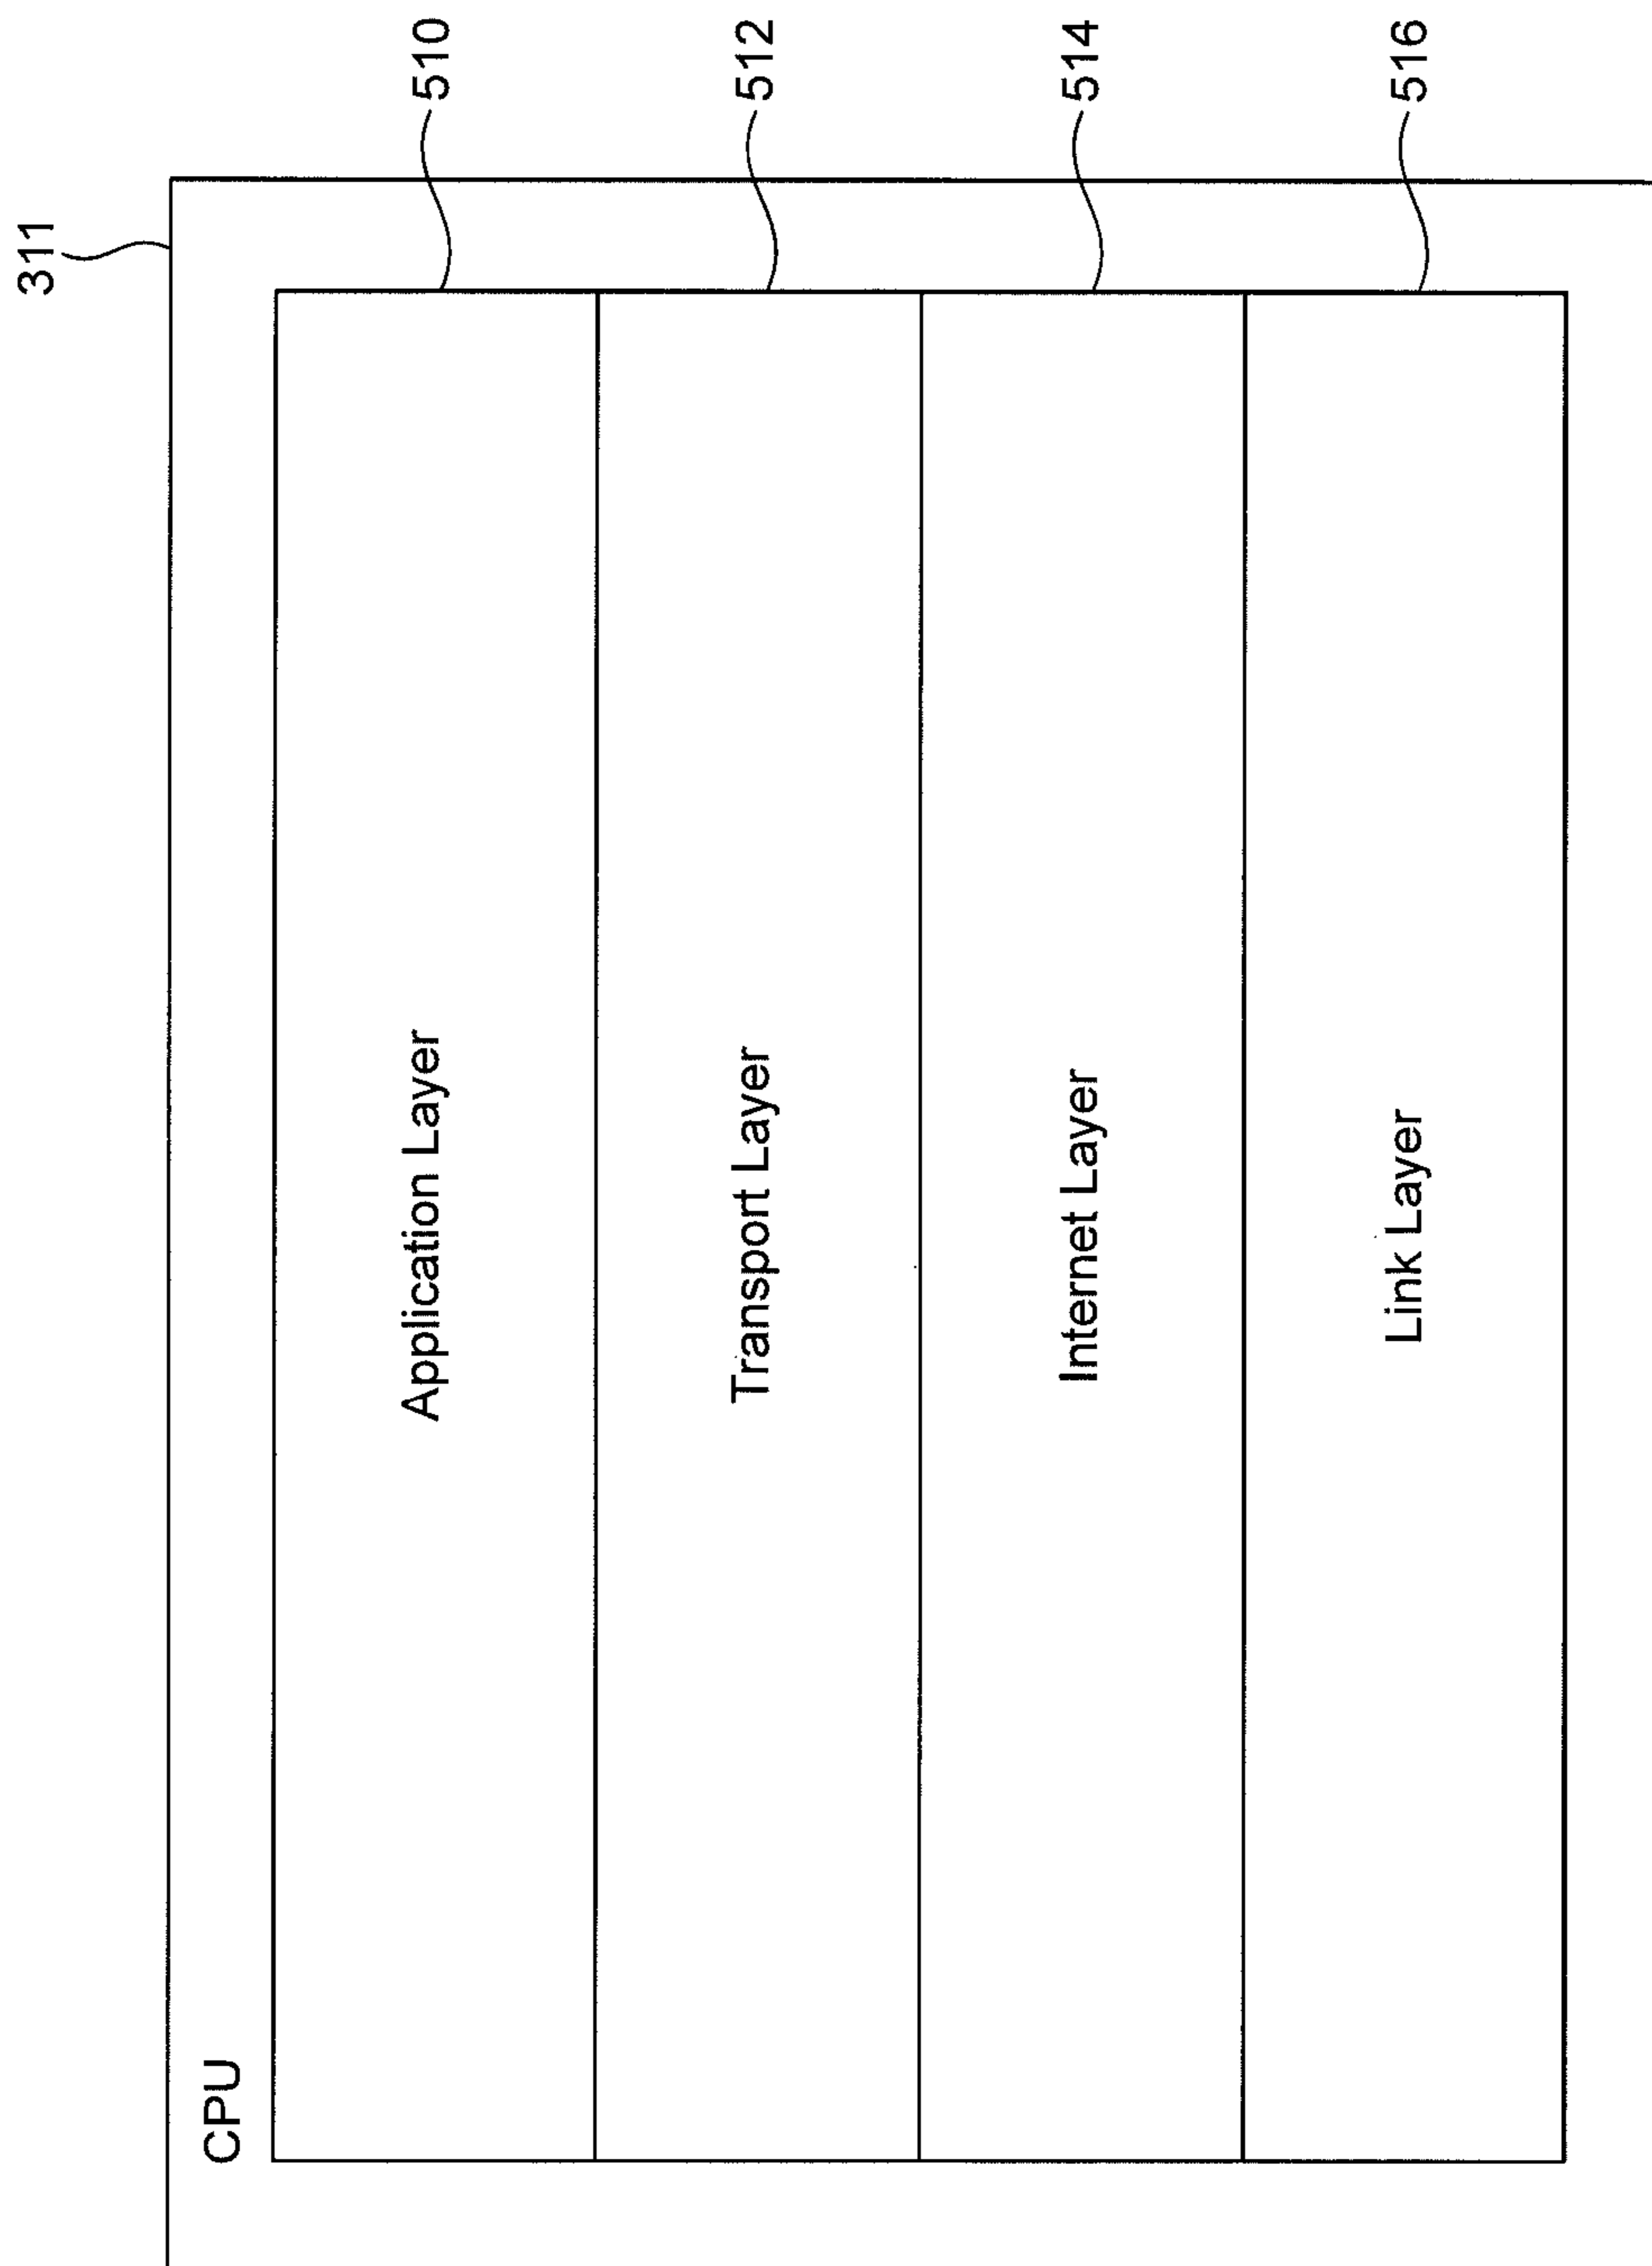 311
CPU
Application Layer
510
Transport Layer
512
Internet Layer
514
Link Layer
516